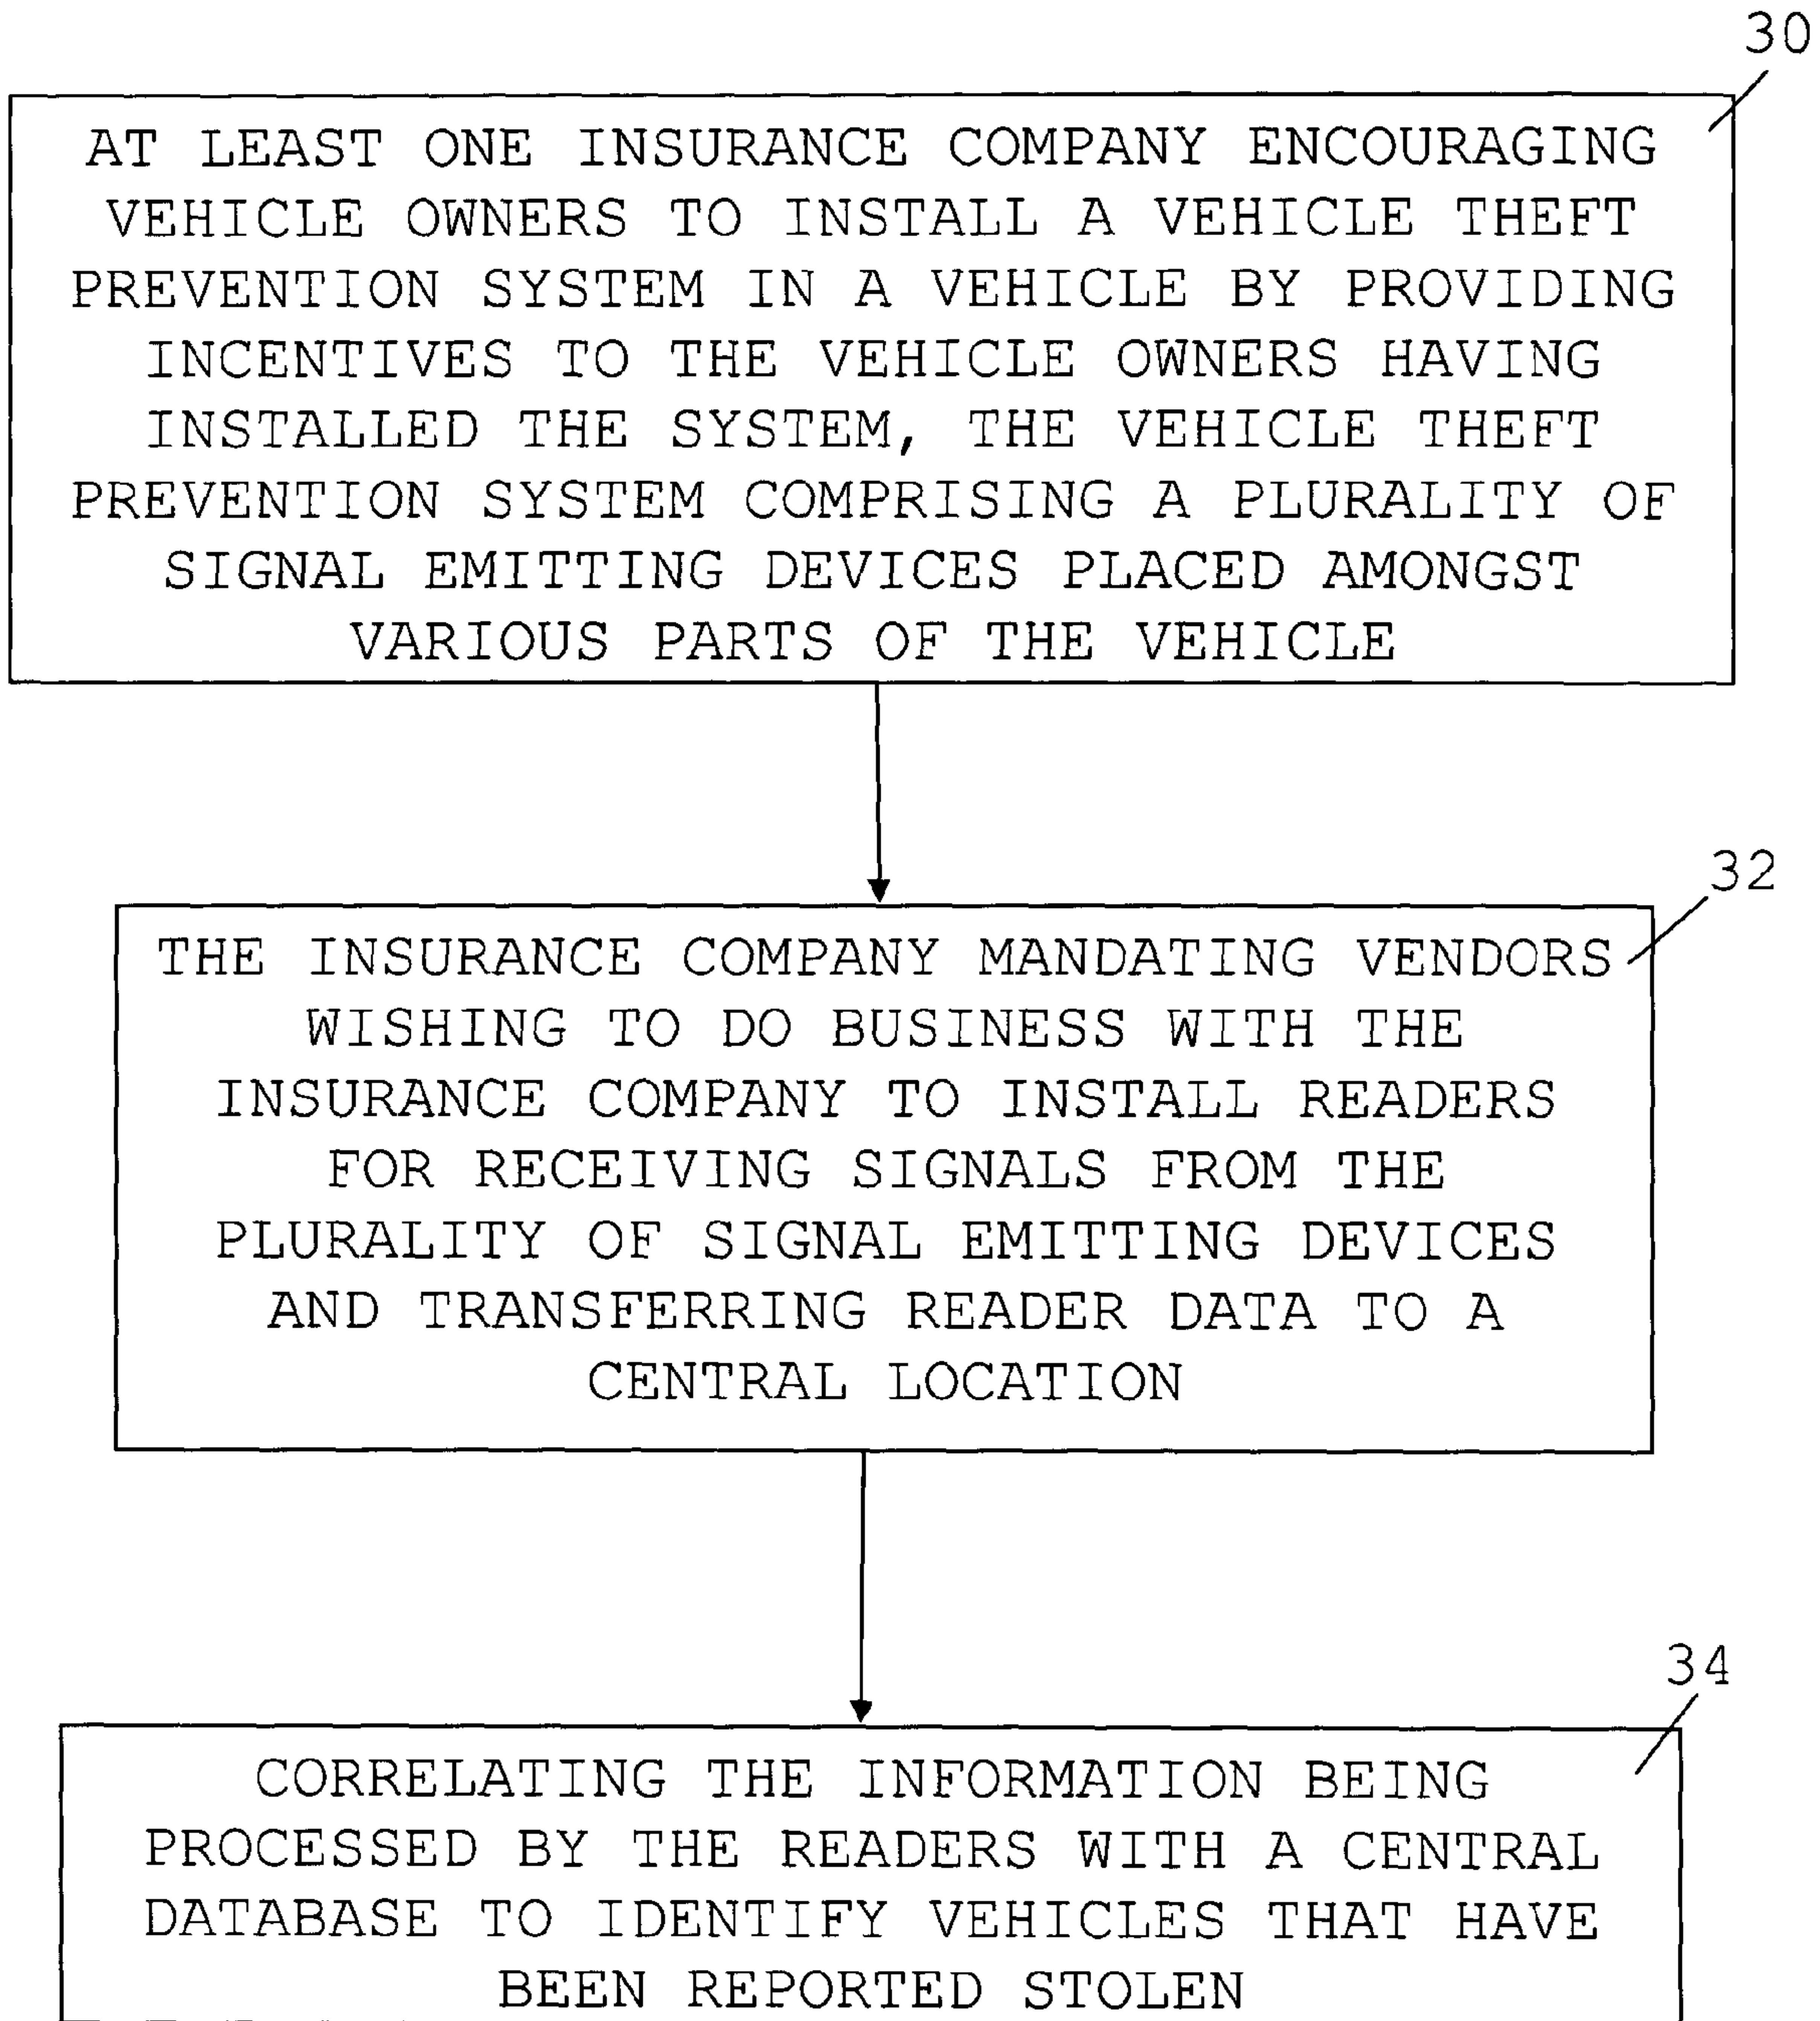 30
AT LEAST ONE INSURANCE COMPANY ENCOURAGING
VEHICLE OWNERS TO INSTALL A VEHICLE THEFT
PREVENTION SYSTEM IN A VEHICLE BY PROVIDING
INCENTIVES TO THE VEHICLE OWNERS HAVING
INSTALLED THE SYSTEM, THE VEHICLE THEFT
PREVENTION SYSTEM COMPRISING A PLURALITY OF
SIGNAL EMITTING DEVICES PLACED AMONGST
VARIOUS PARTS OF THE VEHICLE
32
THE INSURANCE COMPANY MANDATING VENDORS
WISHING TO DO BUSINESS WITH THE
INSURANCE COMPANY TO INSTALL READERS
FOR RECEIVING SIGNALS FROM THE
PLURALITY OF SIGNAL EMITTING DEVICES
AND TRANSFERRING READER DATA TO A
CENTRAL LOCATION
34
CORRELATING THE INFORMATION BEING
PROCESSED BY THE READERS WITH A CENTRAL
DATABASE TO IDENTIFY VEHICLES THAT HAVE
BEEN REPORTED STOLEN